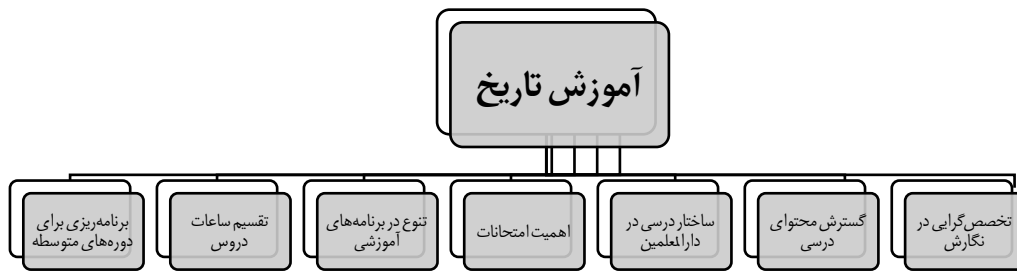 آموزش تاریخ
تخصص‌گرایی در
نگارش
گسترش محتوای
درسی
ساختار درسی در
دارالمعلمین
اهمیت امتحانات
تنوع در برنامه‌های
آموزشی
تقسیم ساعات
دروس
برنامه‌ریزی برای
دوره‌های متوسطه